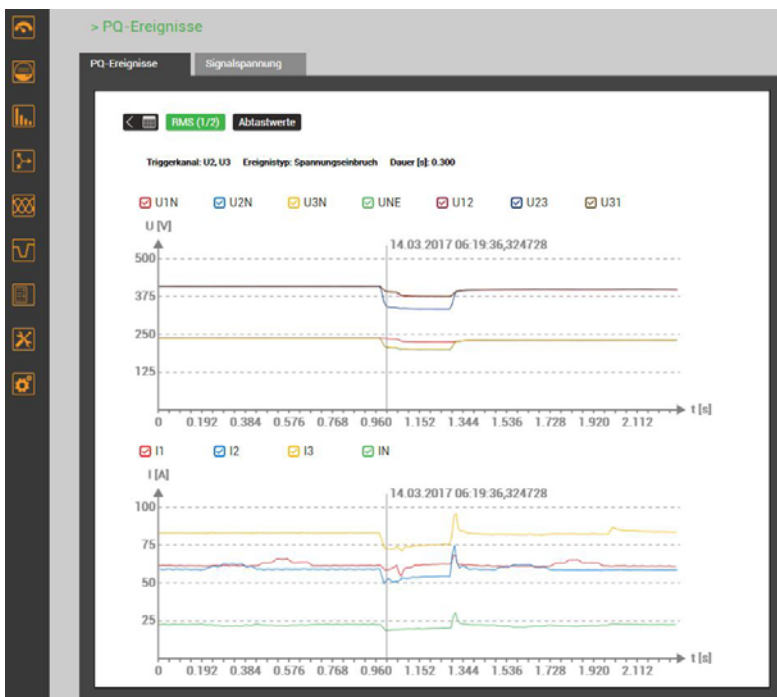 > PQ-Ereignisse
PQ-Ereignisse Signalspannung
RMS (1/2) Abtastwerte
Triggerkanal: U2, U3 Ereignistyp: Spannungseinbruch Dauer [s]: 0.300
U1N U2N U3N UNE U12 U23 U31
U [V]
14.03.2017 06:19:36,324728
500
375
250
125
t [s]
0 0.192 0.384 0.576 0.768 0.960 1.152 1.344 1.536 1.728 1.920 2.112
I1 I2 I3 IN
I [A]
14.03.2017 06:19:36,324728
100
75
50
25
t [s]
0 0.192 0.384 0.576 0.768 0.960 1.152 1.344 1.536 1.728 1.920 2.112